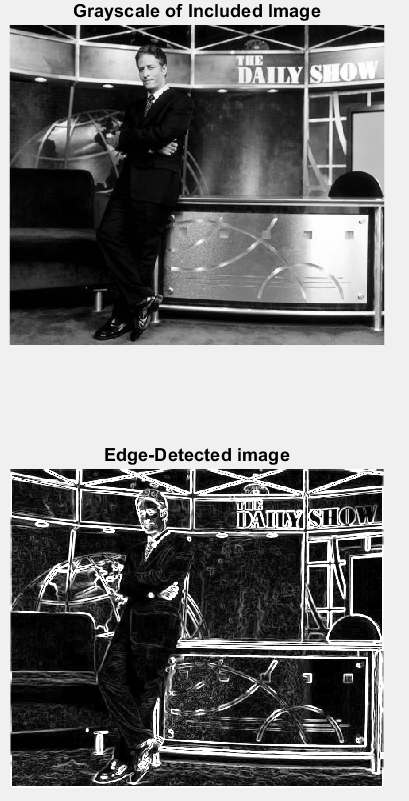 Grayscale of Included Image
THE
DAILY SHOW
Edge-Detected image
THE
DAILY SHOW